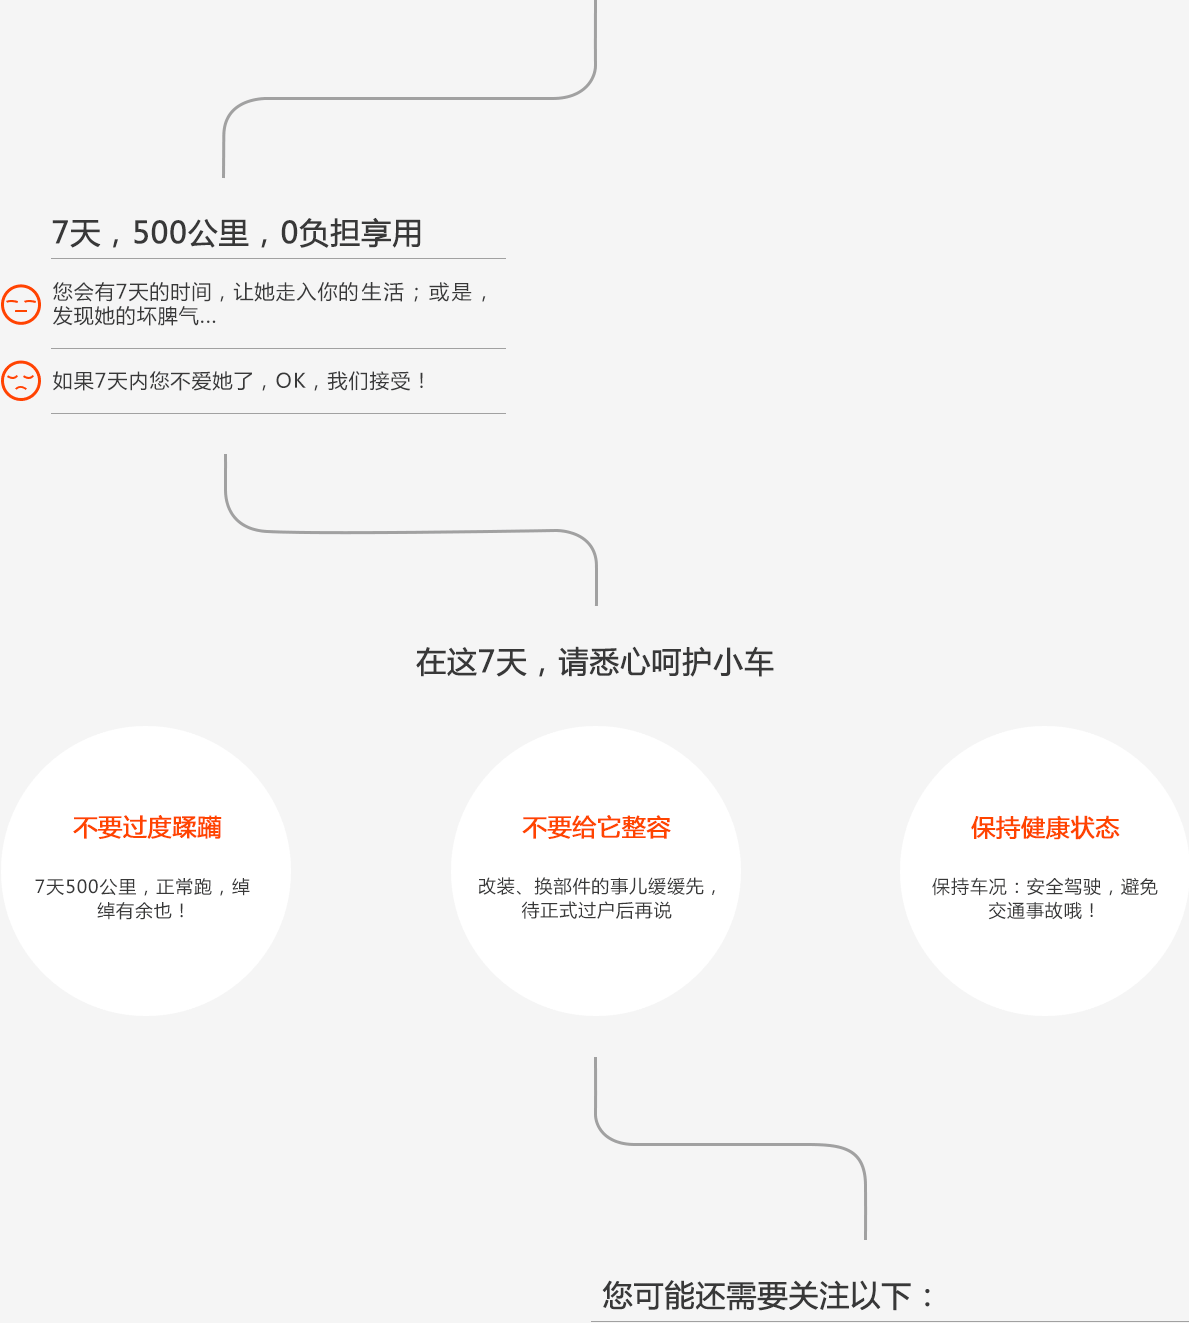 7天，500公里，0负担享用
您会有7天的时间，让她走入你的生活；或是，
发现她的坏脾气...
如果7天内您不爱她了，OK，我们接受！
在这7天，请悉心呵护小车
不要过度蹂躏
7天500公里，正常跑，绰
绰有余也！
不要给它整容
改装、换部件的事儿缓缓先，
待正式过户后再说
保持健康状态
保持车况：安全驾驶，避免
交通事故哦！
您可能还需要关注以下：